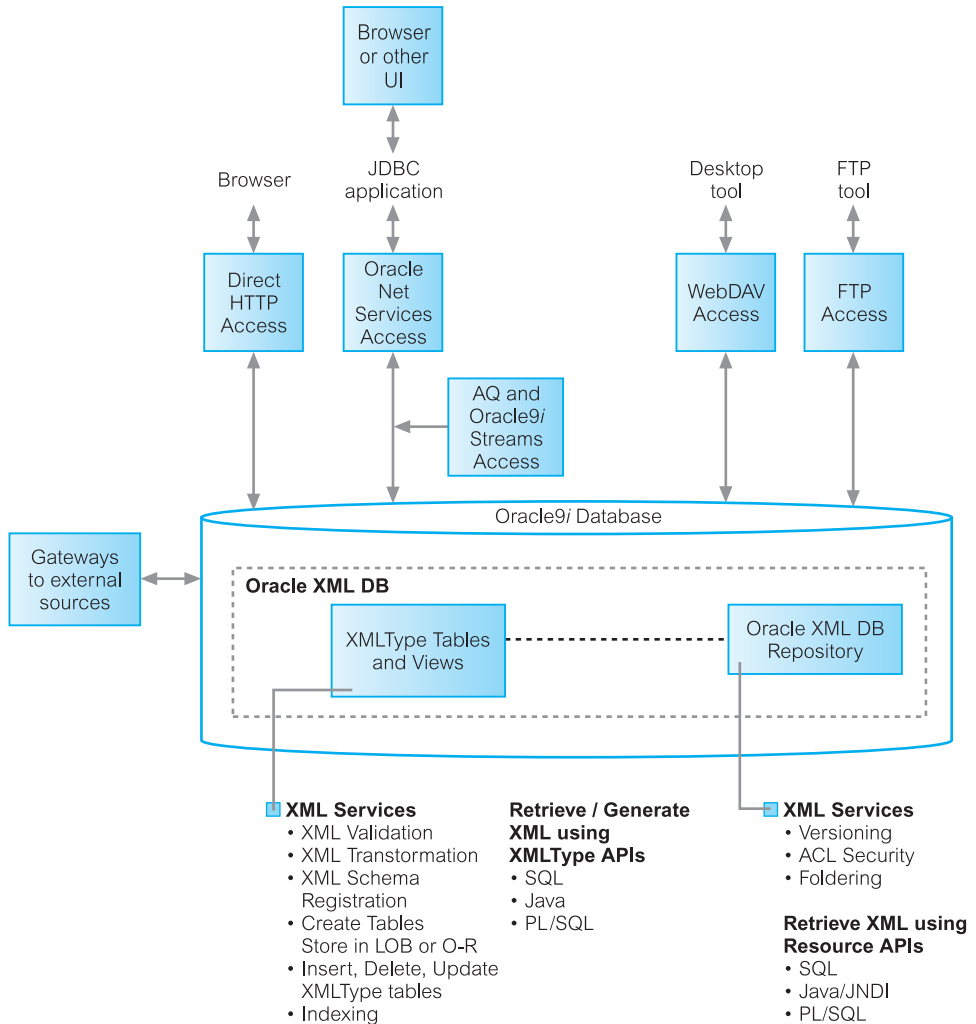 Browser
or other
UI
Browser
JDBC
application
Desktop
tool
FTP
tool
Direct
HTTP
Access
Oracle
Net
Services
Access
WebDAV
Access
FTP
Access
AQ and
Oracle9i
Streams
Access
Oracle9i Database
Gateways
to external
sources
Oracle XML DB
XMLType Tables
and Views
Oracle XML DB
Repository
XML Services
• XML Validation
• XML Transtormation
• XML Schema
Registration
• Create Tables
Store in LOB or O-R
• Insert, Delete, Update
XMLType tables
• Indexing
Retrieve / Generate
XML using
XMLType APIs
• SQL
• Java
• PL/SQL
XML Services
• Versioning
• ACL Security
• Foldering
Retrieve XML using
Resource APIs
• SQL
• Java/JNDI
• PL/SQL